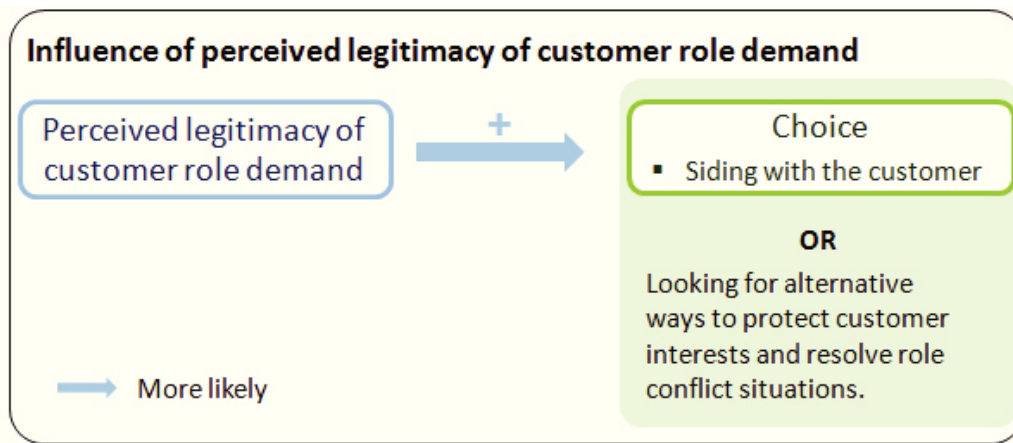 Influence of perceived legitimacy of customer role demand
Perceived legitimacy of
customer role demand
+
Choice
▪ Siding with the customer
OR
Looking for alternative
ways to protect customer
interests and resolve role
conflict situations.
More likely